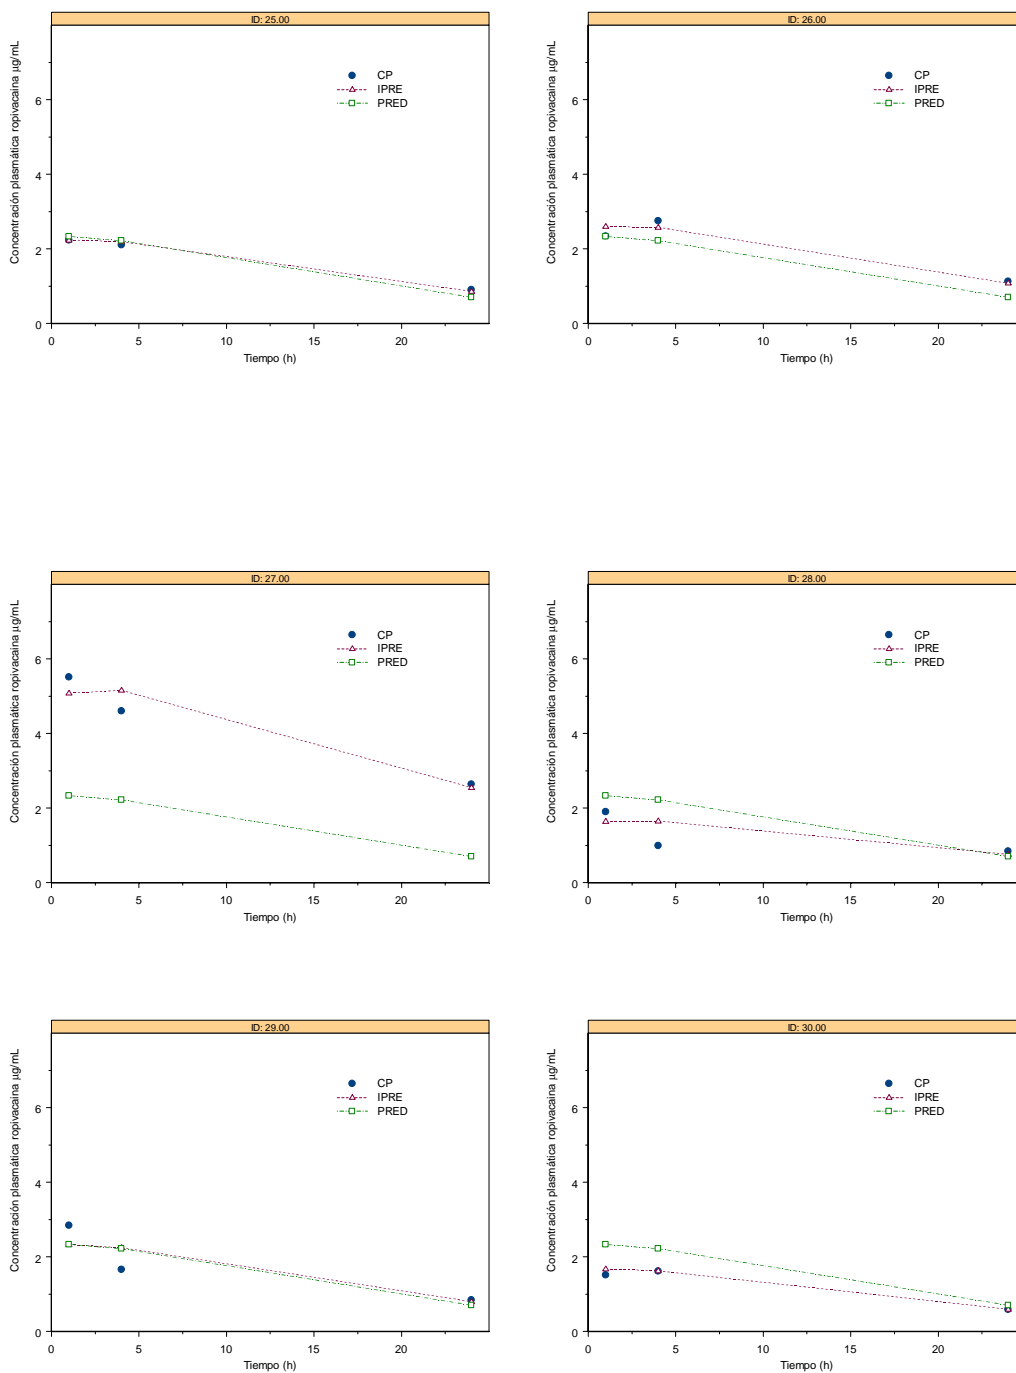 ID: 25.00
Concentración plasmática ropivacaina µg/mL
6
4
2
0
CP
IPRE
PRED
0 5 10 15 20
Tiempo (h)
ID: 26.00
Concentración plasmática ropivacaina µg/mL
6
4
2
0
CP
IPRE
PRED
0 5 10 15 20
Tiempo (h)
ID: 27.00
Concentración plasmática ropivacaina µg/mL
6
4
2
0
CP
IPRE
PRED
0 5 10 15 20
Tiempo (h)
ID: 28.00
Concentración plasmática ropivacaina µg/mL
6
4
2
0
CP
IPRE
PRED
0 5 10 15 20
Tiempo (h)
ID: 29.00
Concentración plasmática ropivacaina µg/mL
6
4
2
0
CP
IPRE
PRED
0 5 10 15 20
Tiempo (h)
ID: 30.00
Concentración plasmática ropivacaina µg/mL
6
4
2
0
CP
IPRE
PRED
0 5 10 15 20
Tiempo (h)